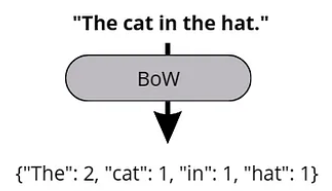 "The cat in the hat."
BoW
{"The": 2, "cat": 1, "in": 1, "hat": 1}